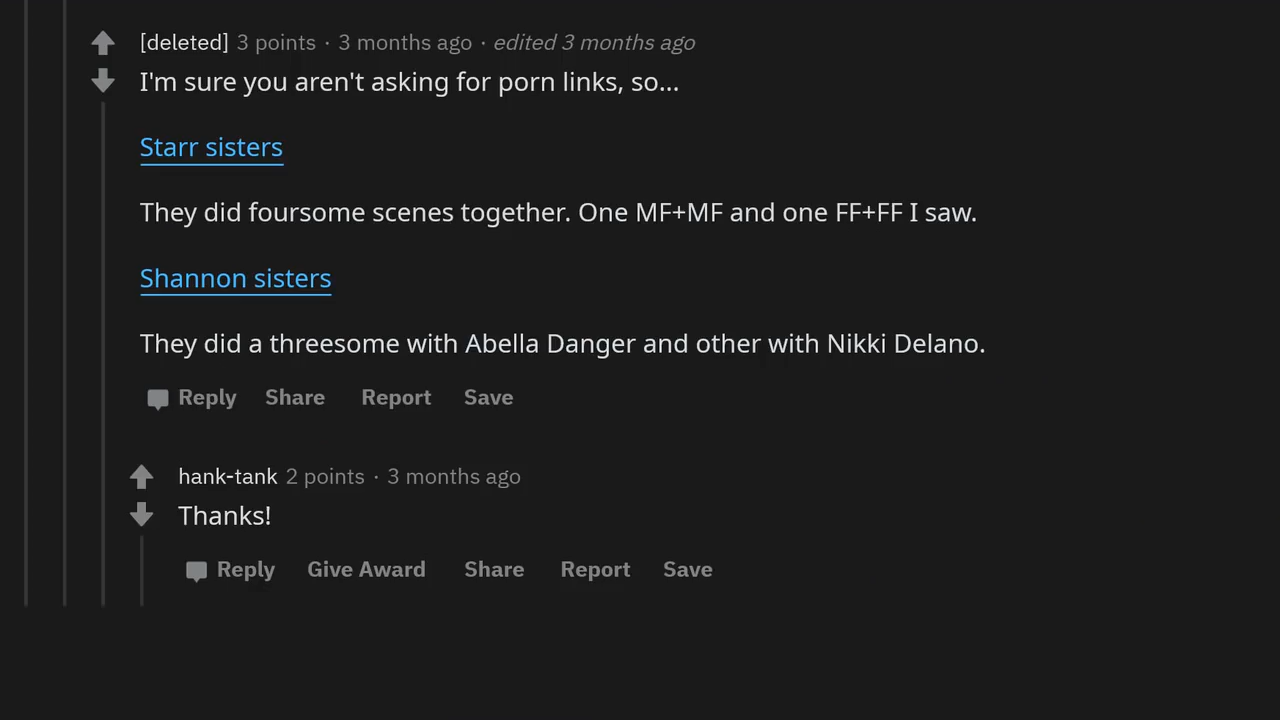 [deleted] 3 points · 3 months ago · edited 3 months ago
I'm sure you aren't asking for porn links, so...
Starr sisters
They did foursome scenes together. One MF+MF and one FF+FF I saw.
Shannon sisters
They did a threesome with Abella Danger and other with Nikki Delano.
Reply Share Report Save
hank-tank 2 points · 3 months ago
Thanks!
Reply Give Award Share Report Save